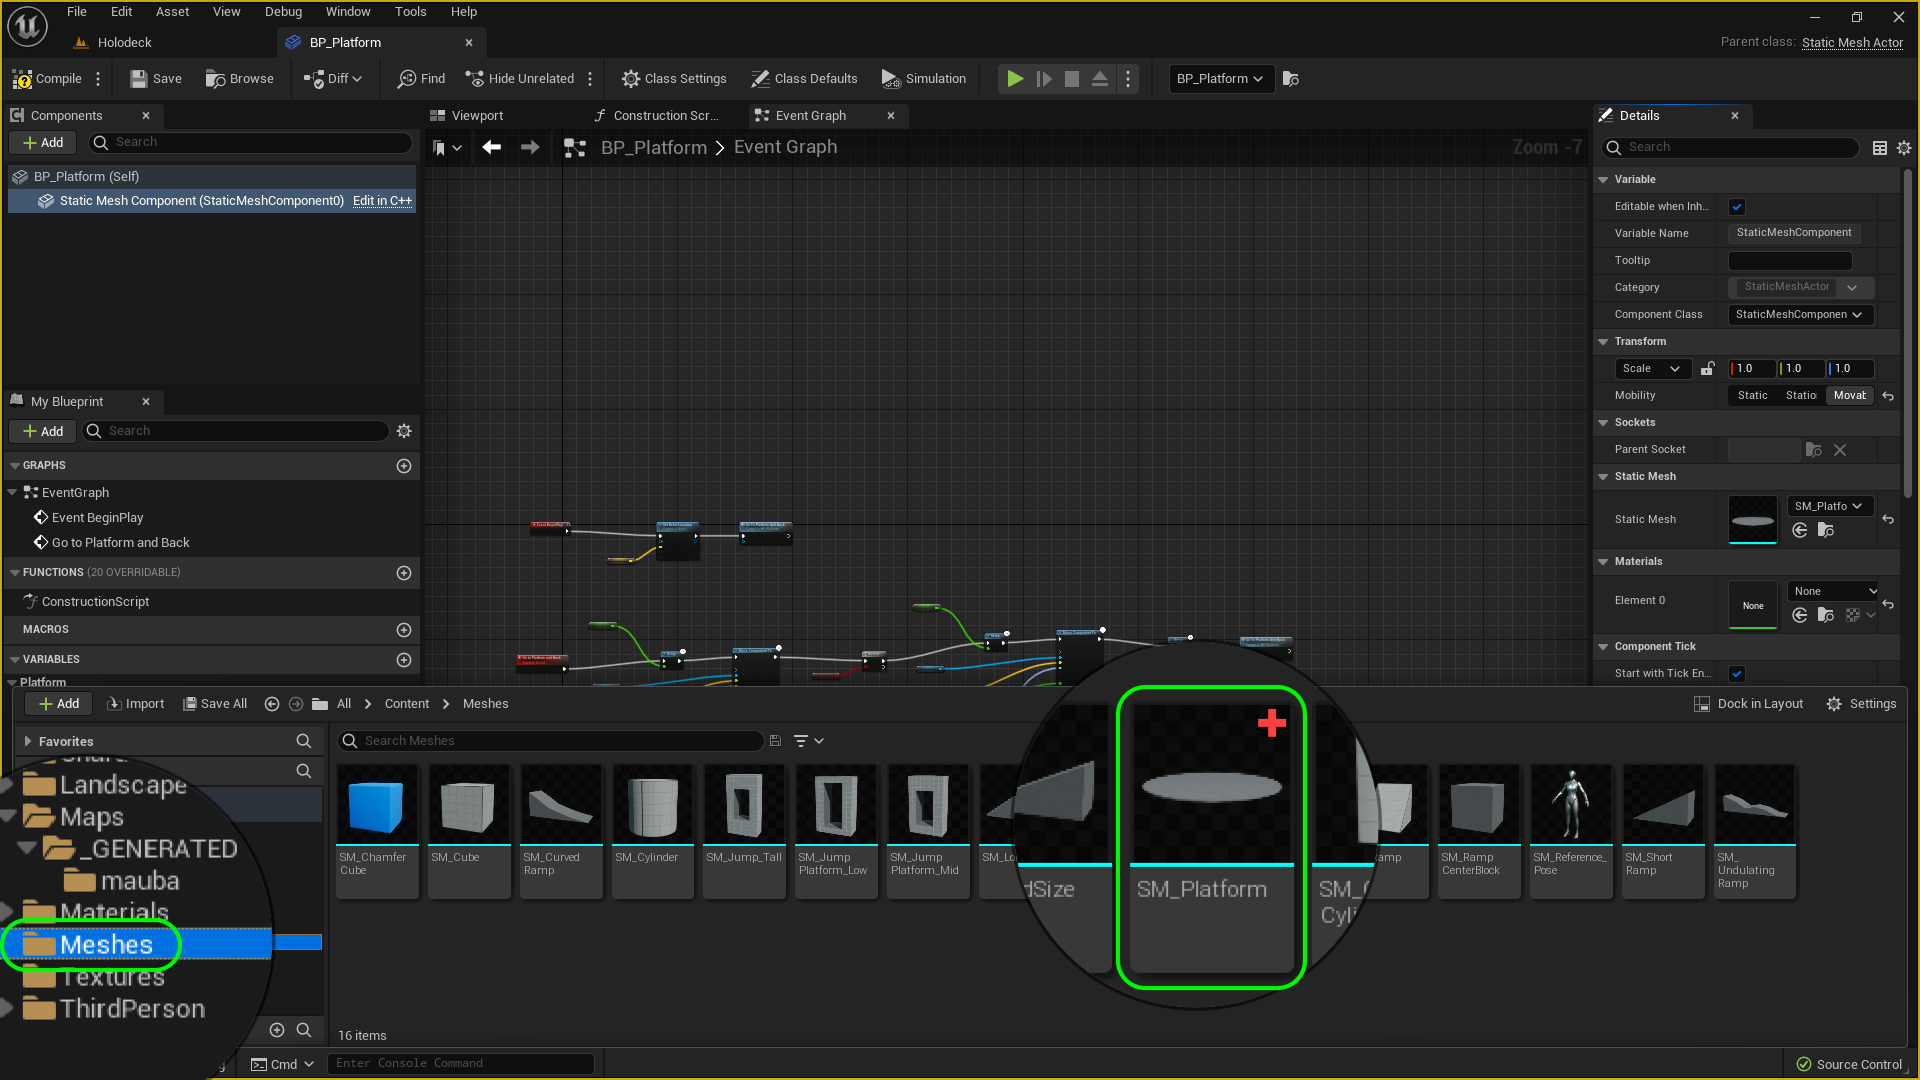 File Edit Asset View Debug Window Tools Help
Holodeck
BP_Platform
Parent class: Static Mesh Actor
Compile
Save
Browse
Diff
Find
Hide Unrelated
Class Settings
Class Defaults
Simulation
BP_Platform
Components
Viewport
Construction Scr...
Event Graph
Details
Add
Search
BP_Platform > Event Graph
Zoom -7
Search
BP_Platform (Self)
Static Mesh Component (StaticMeshComponent0) Edit in C++
Variable
Editable when Inh...
Variable Name StaticMeshComponent
Tooltip
Category StaticMeshActor
Component Class StaticMeshComponen
Transform
Scale 1.0 1.0 1.0
Mobility Static Statio Movab
Sockets
Parent Socket
Static Mesh
Static Mesh SM_Platfo
Materials
Element 0 None None
Component Tick
Start with Tick En...
My Blueprint
Add
Search
GRAPHS
EventGraph
Event BeginPlay
Go to Platform and Back
FUNCTIONS (20 OVERRIDABLE)
ConstructionScript
MACROS
VARIABLES
Platform
Add
Import
Save All
All > Content > Meshes
Dock in Layout
Settings
Favorites
Search Meshes
Landscape
Maps
_GENERATED
mauba
Materials
Meshes
Textures
ThirdPerson
SM_Chamfer
Cube
SM_Cube
SM_Curved
Ramp
SM_Cylinder
SM_Jump_Tall
SM_Jump
Platform_Low
SM_Jump
Platform_Mid
SM_Lo
dSize
SM_Platform
SM_
Cyli
amp
SM_Ramp
CenterBlock
SM_Reference_
Pose
SM_Short
Ramp
SM_
Undulating
Ramp
16 items
Cmd
Enter Console Command
Source Control